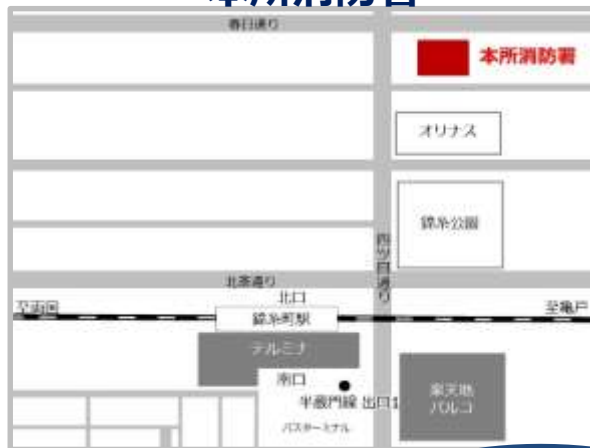 本所消防署
春日通り
本所消防署
オリナス
錦糸公園
四ツ目通り
北斎通り
北口
至両国
錦糸町駅
至亀戸
テルミナ
南口
半蔵門線 出口1
楽天地
パルコ
バスターミナル